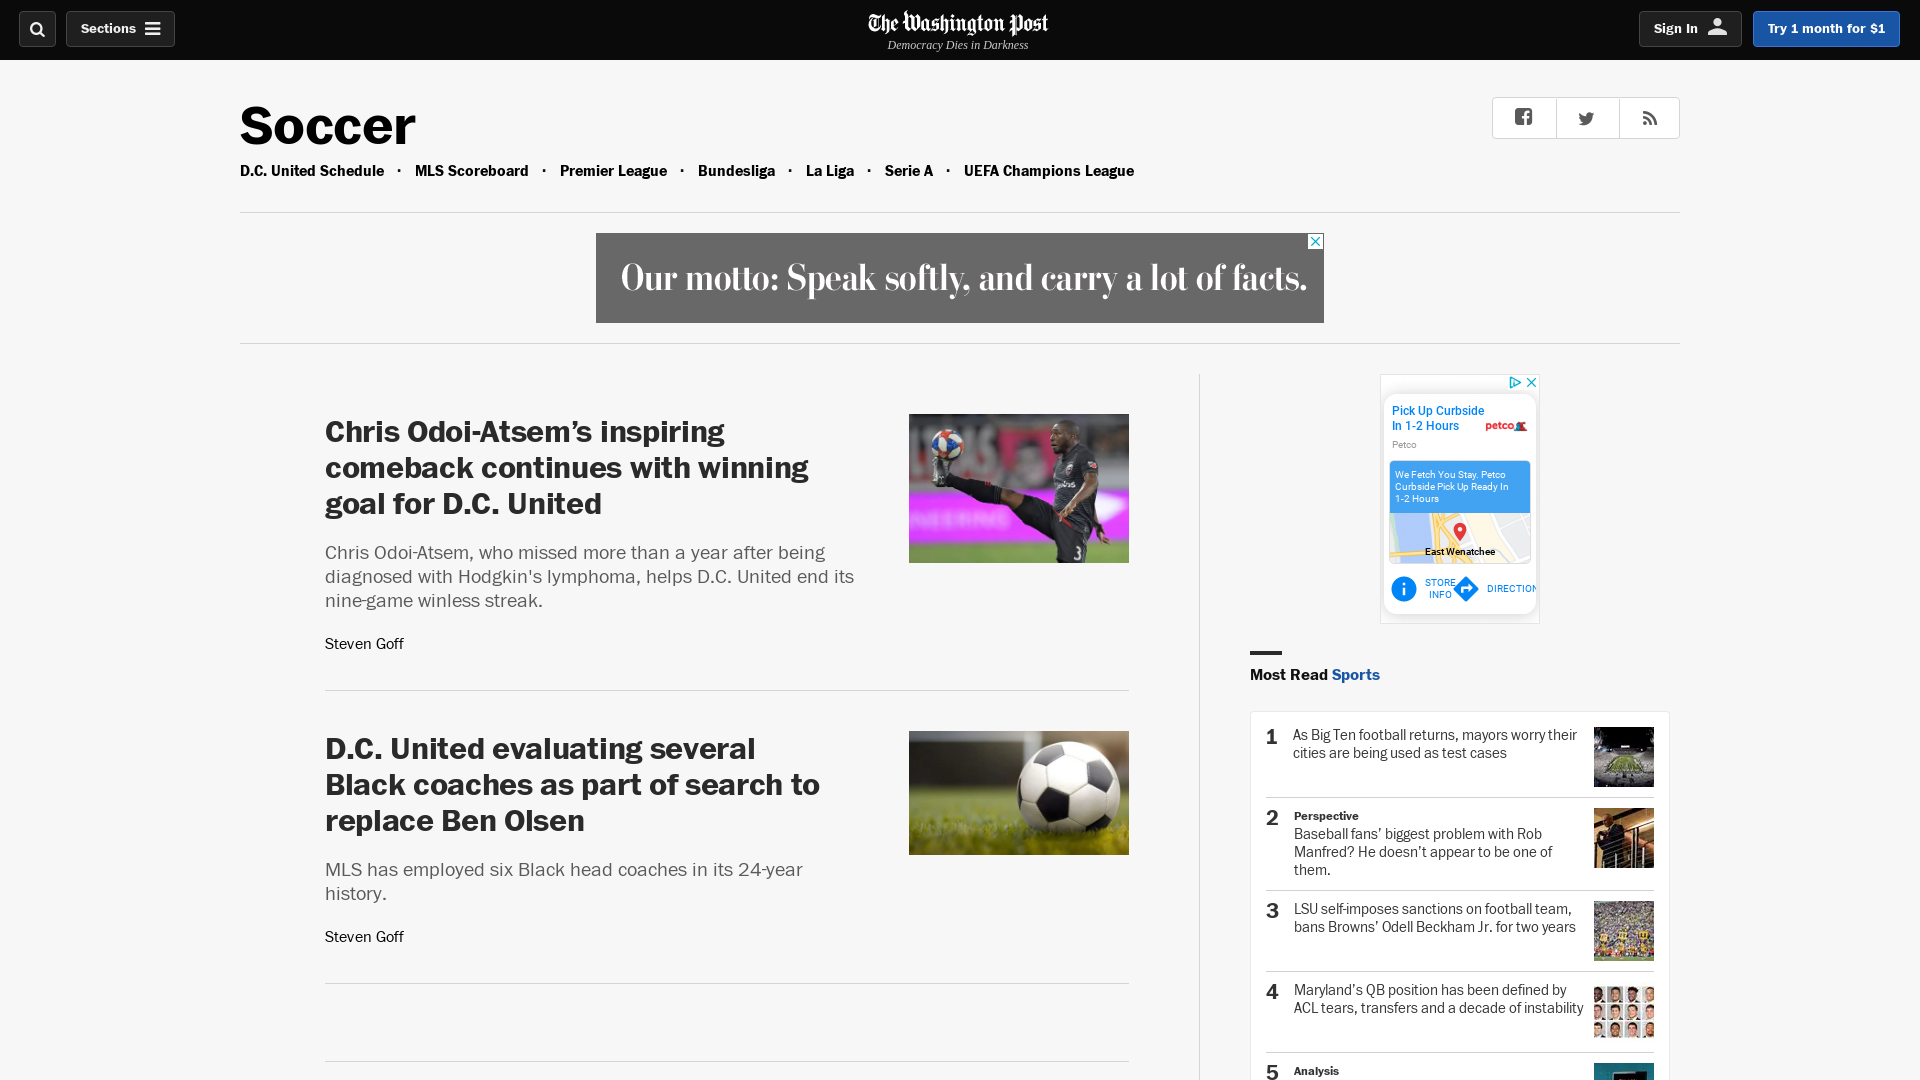 Sections
The Washington Post
Democracy Dies in Darkness
Sign In
Try 1 month for $1
Soccer
D.C. United Schedule · MLS Scoreboard · Premier League · Bundesliga · La Liga · Serie A · UEFA Champions League
Our motto: Speak softly, and carry a lot of facts.
Chris Odoi-Atsem’s inspiring
comeback continues with winning
goal for D.C. United
Chris Odoi-Atsem, who missed more than a year after being
diagnosed with Hodgkin's lymphoma, helps D.C. United end its
nine-game winless streak.
Steven Goff
3
D.C. United evaluating several
Black coaches as part of search to
replace Ben Olsen
MLS has employed six Black head coaches in its 24-year
history.
Steven Goff
Pick Up Curbside
In 1-2 Hours
petco
Petco
We Fetch You Stay. Petco
Curbside Pick Up Ready In
1-2 Hours
East Wenatchee
STORE
INFO
DIRECTION
Most Read Sports
1
As Big Ten football returns, mayors worry their
cities are being used as test cases
2
Perspective
Baseball fans’ biggest problem with Rob
Manfred? He doesn’t appear to be one of
them.
3
LSU self-imposes sanctions on football team,
bans Browns’ Odell Beckham Jr. for two years
4
Maryland’s QB position has been defined by
ACL tears, transfers and a decade of instability
5
Analysis